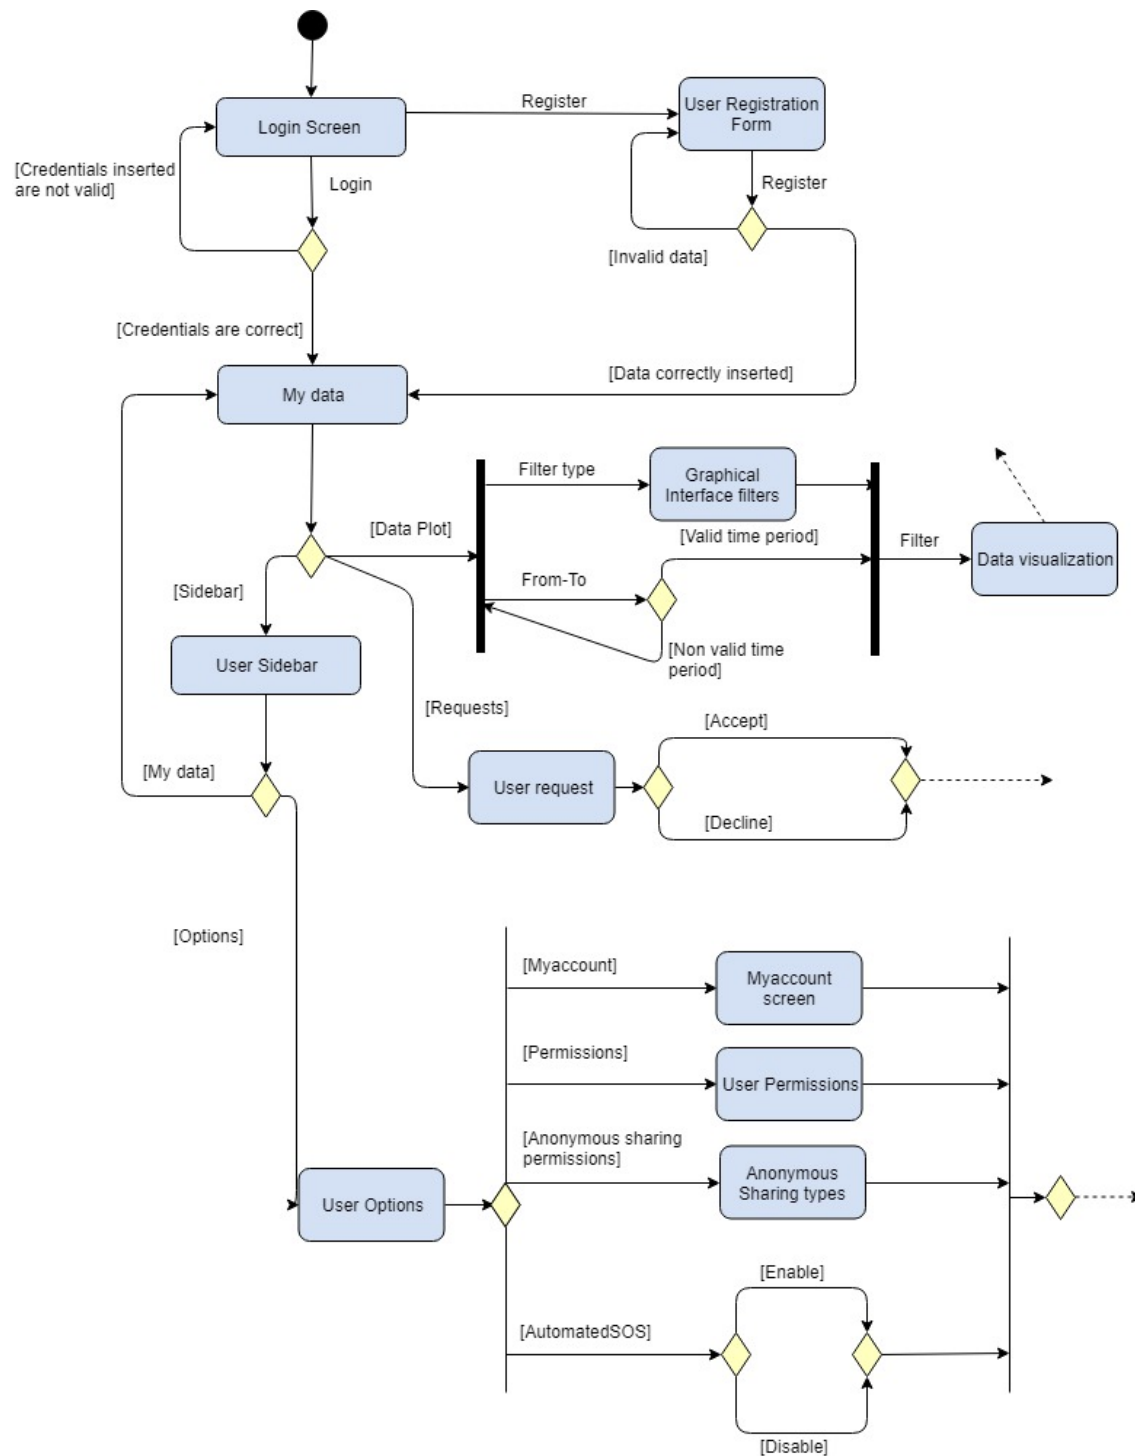 Register
User Registration
Form
Login Screen
[Credentials inserted
are not valid]
Login
Register
[Invalid data]
[Credentials are correct]
[Data correctly inserted]
My data
Filter type
Graphical
Interface filters
[Data Plot]
[Valid time period]
Filter
Data visualization
From-To
[Sidebar]
[Non valid time
period]
User Sidebar
[Requests]
[Accept]
[My data]
User request
[Decline]
[Options]
[Myaccount]
Myaccount
screen
[Permissions]
User Permissions
[Anonymous sharing
permissions]
Anonymous
Sharing types
User Options
[Enable]
[AutomatedSOS]
[Disable]